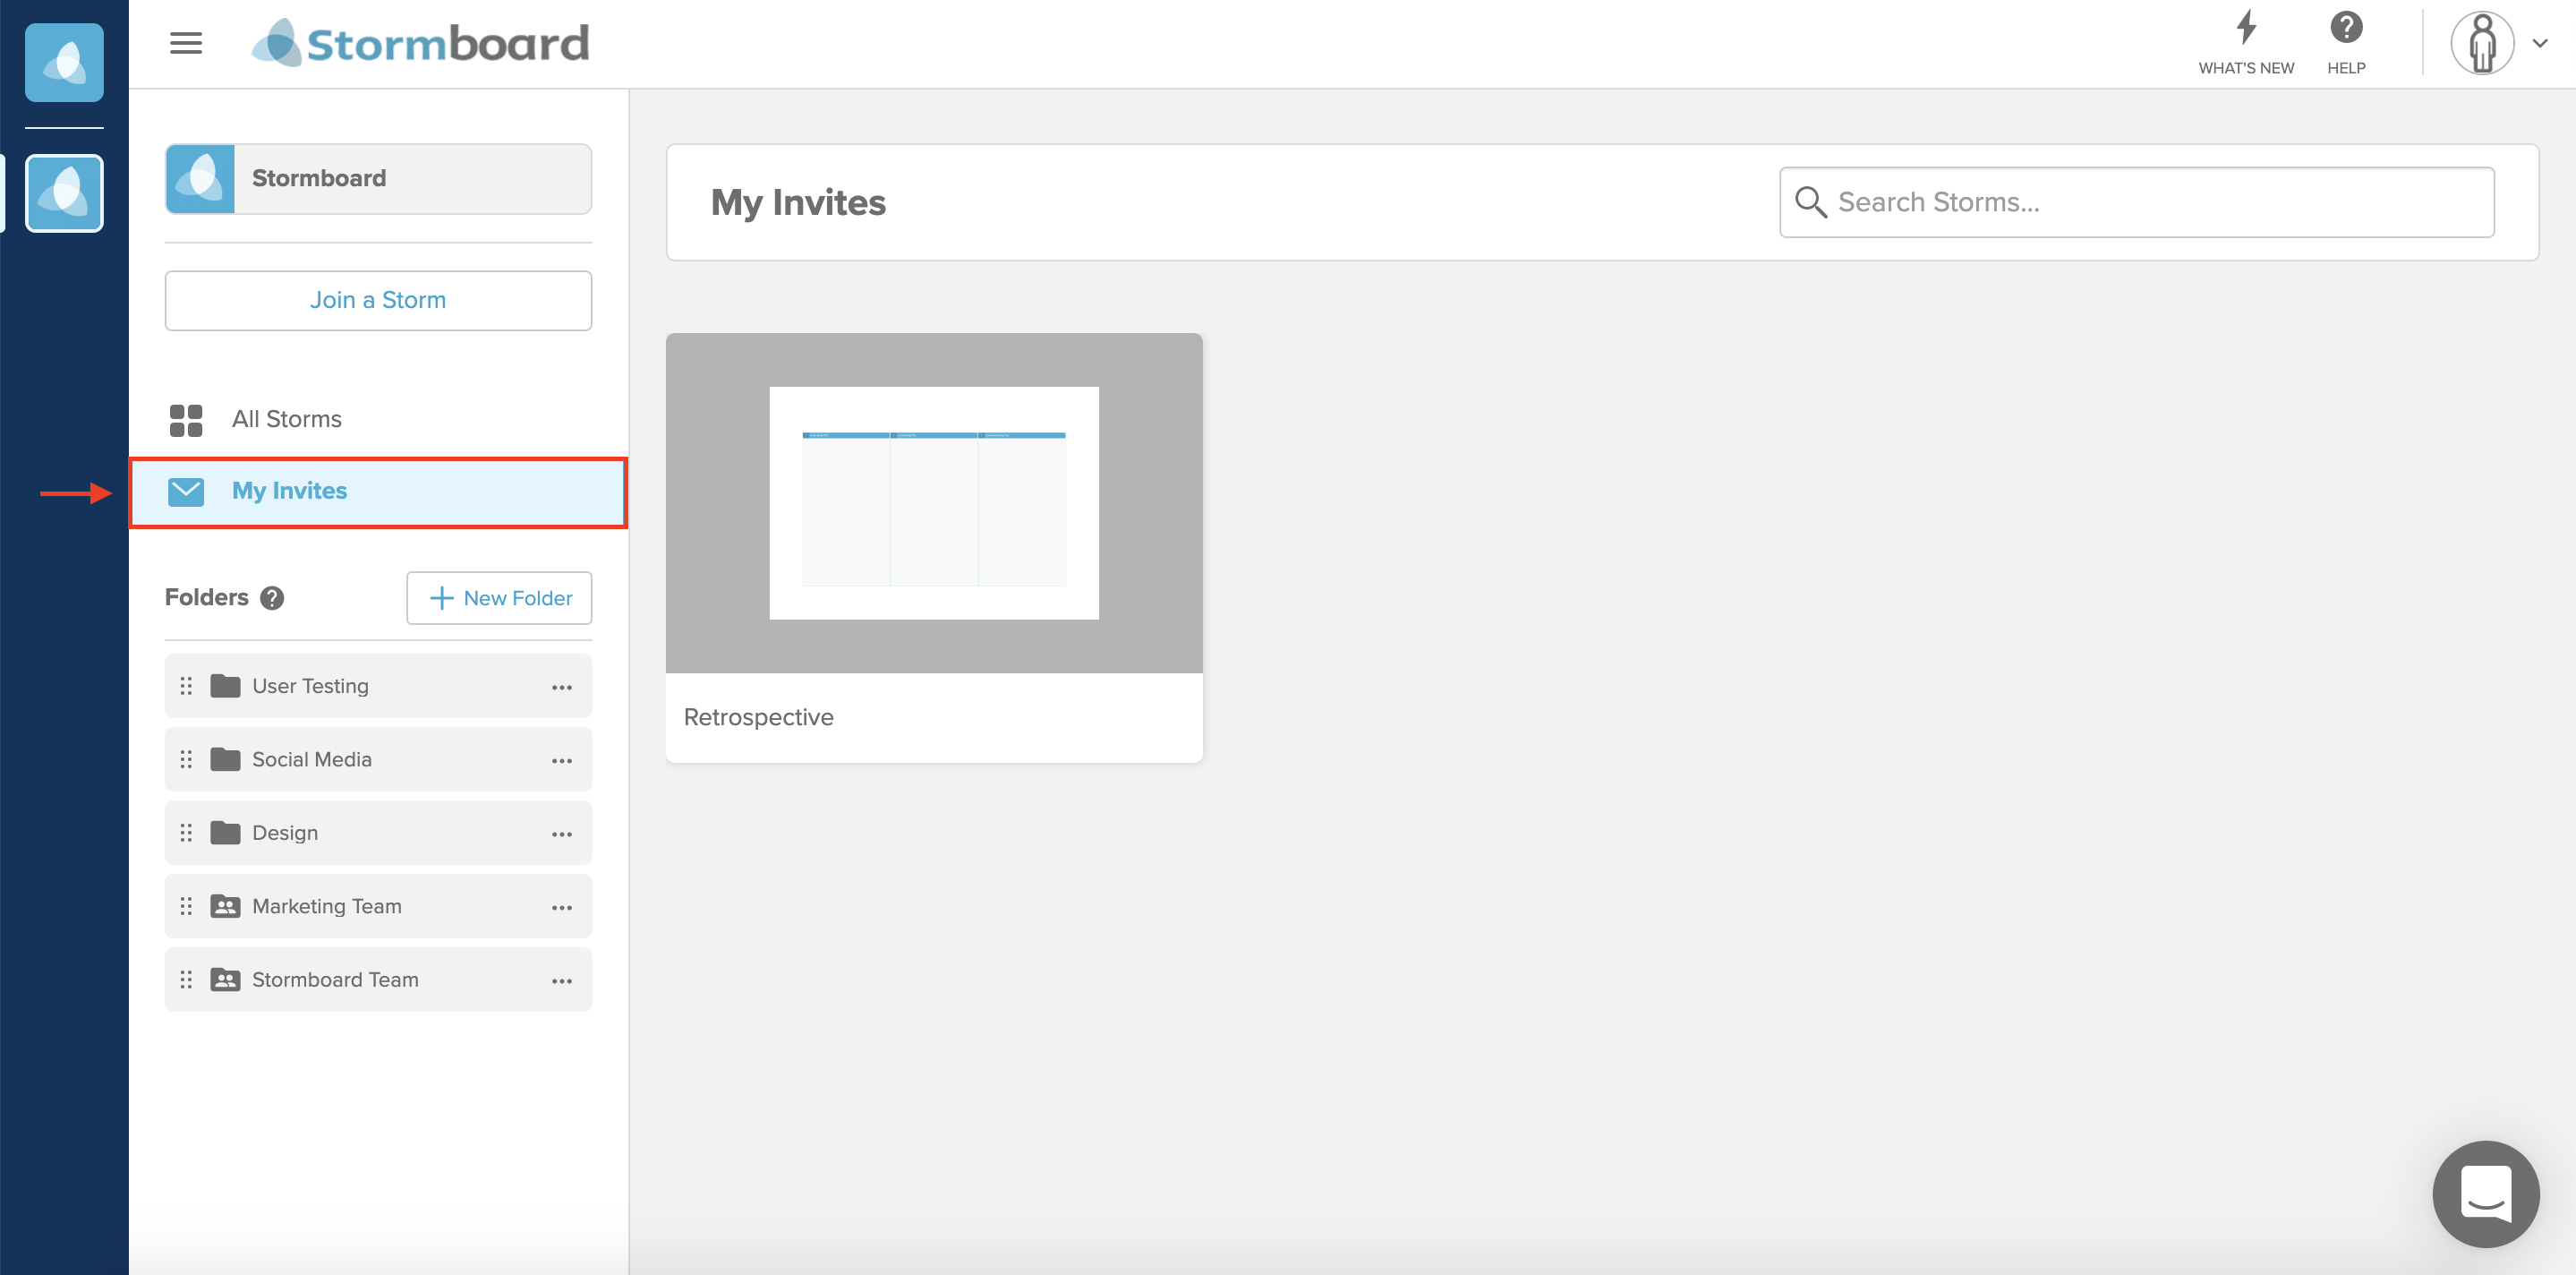 Stormboard
WHAT'S NEW
HELP
Stormboard
Join a Storm
All Storms
My Invites
Folders
New Folder
User Testing
Social Media
Design
Marketing Team
Stormboard Team
My Invites
Search Storms...
Retrospective